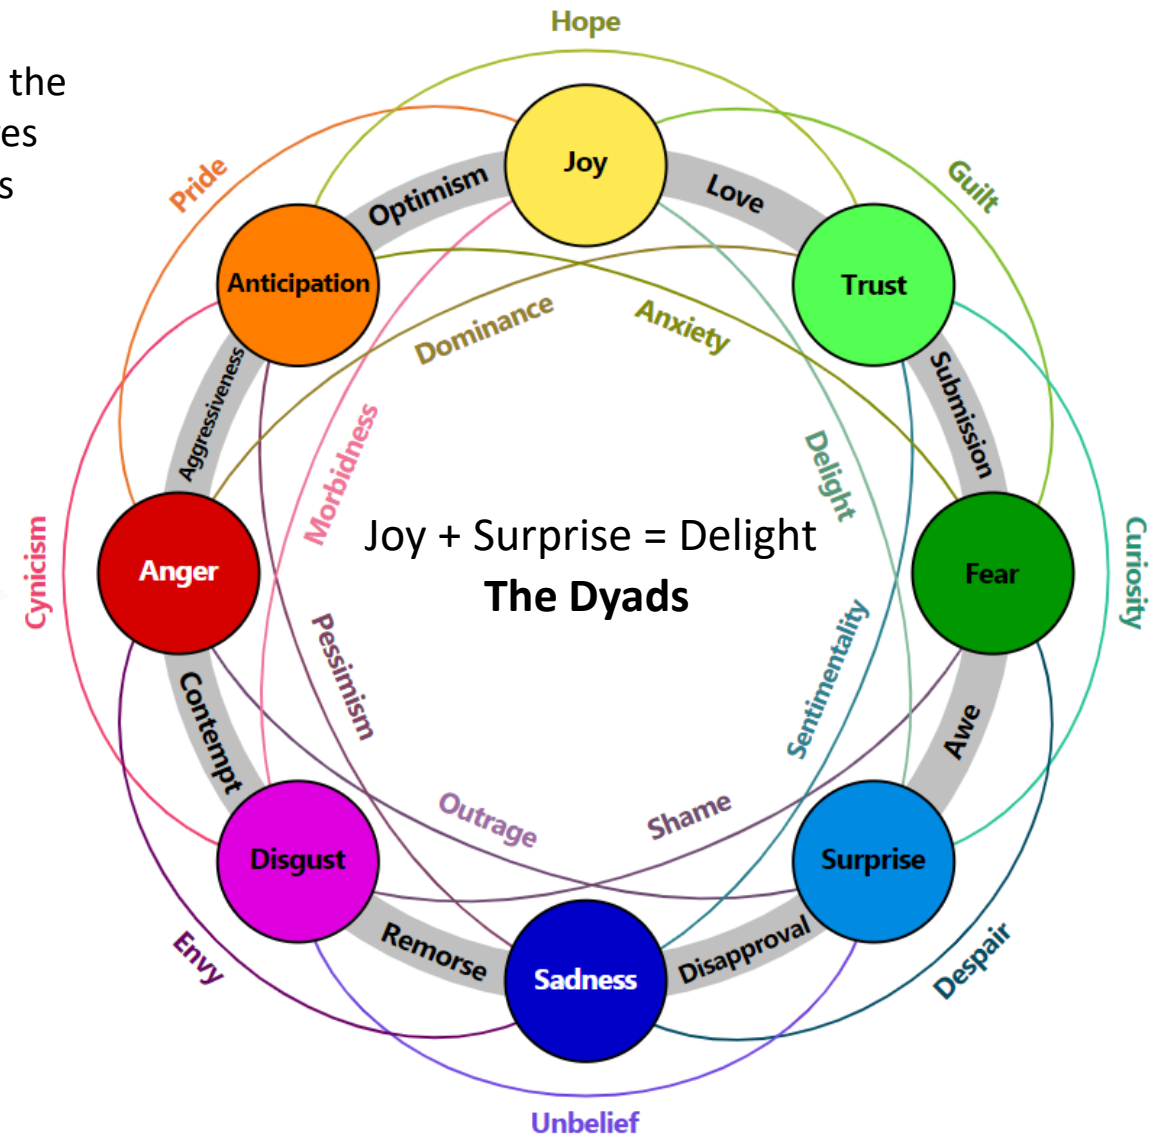 Hope
the
es
s
Pride
Joy
Guilt
Optimism
Love
Anticipation
Trust
Dominance
Anxiety
Aggressiveness
Submission
Morbidness
Delight
Joy + Surprise = Delight
The Dyads
Cynicism
Anger
Fear
Curiosity
Pessimism
Sentimentality
Contempt
Awe
Outrage
Shame
Disgust
Surprise
Envy
Remorse
Sadness
Disapproval
Despair
Unbelief